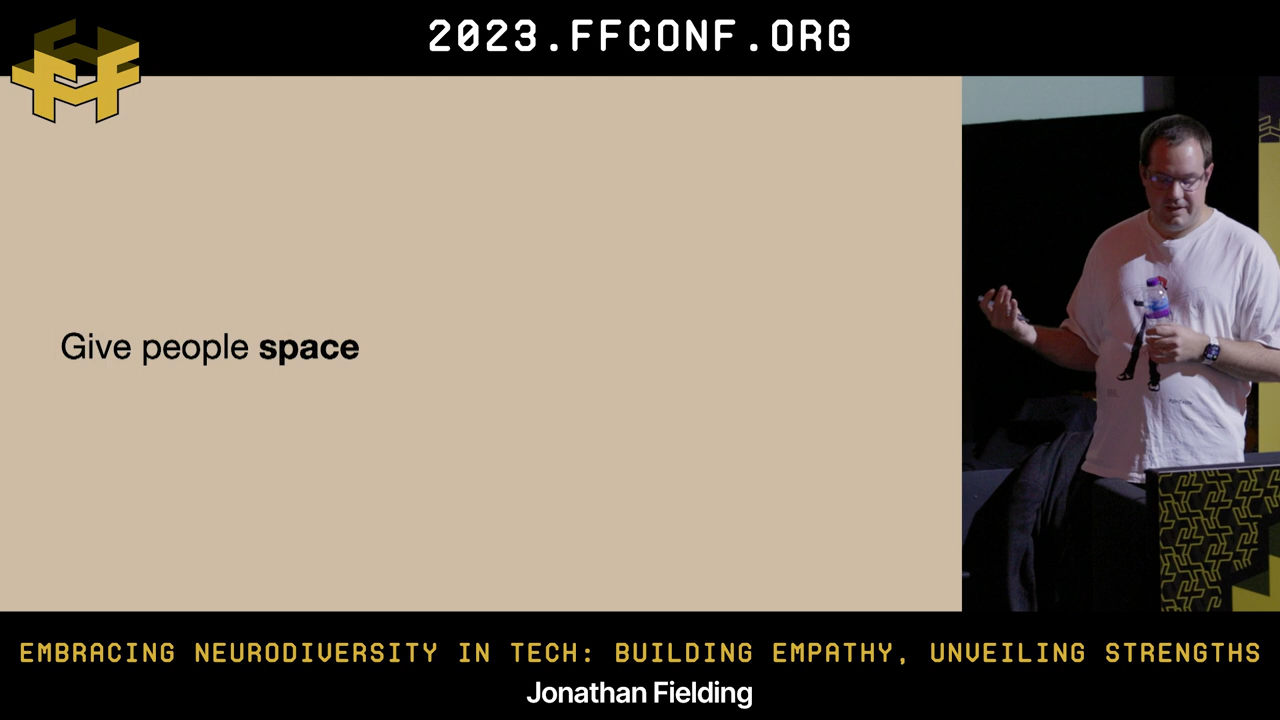 2023.FFCONF.ORG
Give people space
EMBRACING NEURODIVERSITY IN TECH: BUILDING EMPATHY, UNVEILING STRENGTHS
Jonathan Fielding